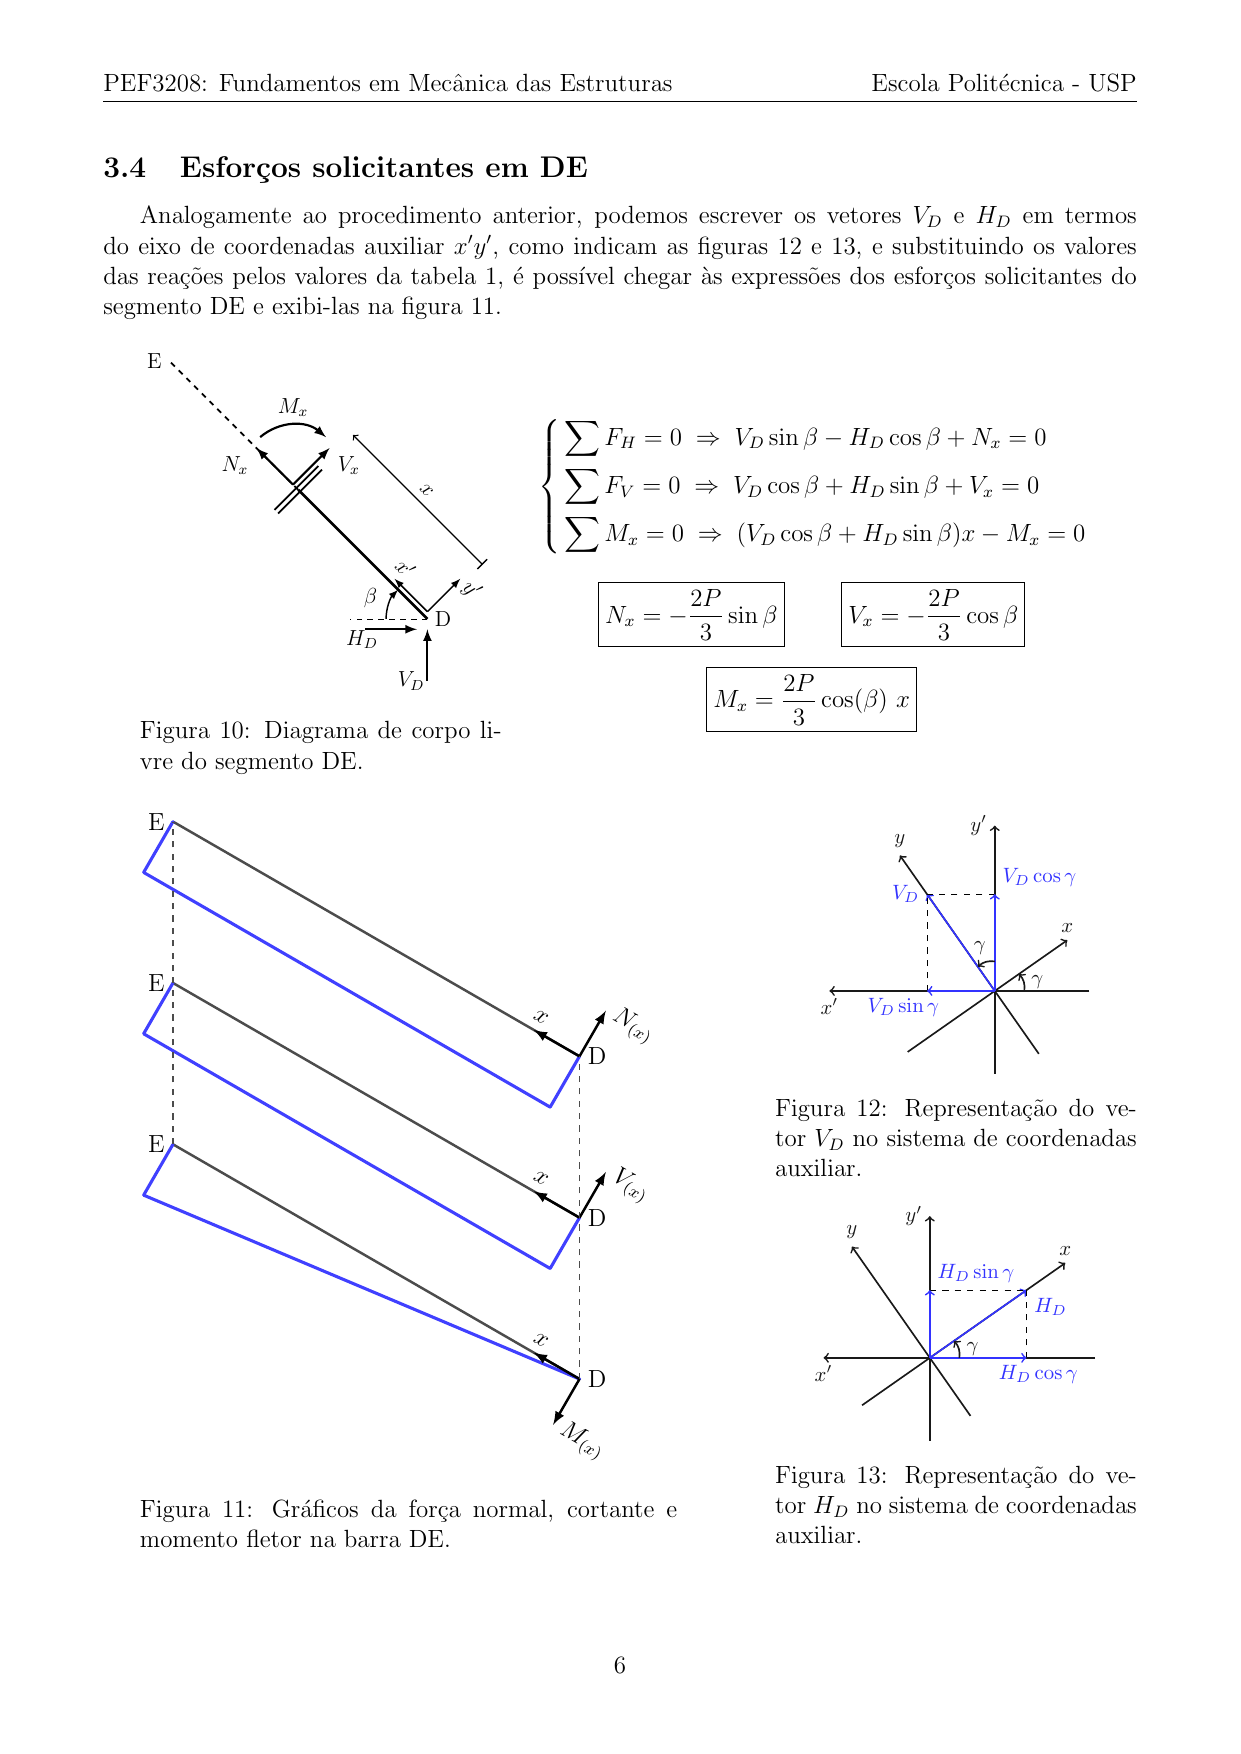 PEF3208: Fundamentos em Mecânica das Estruturas Escola Politécnica - USP
3.4 Esforços solicitantes em DE
Analogamente ao procedimento anterior, podemos escrever os vetores V_D e H_D em termos
do eixo de coordenadas auxiliar x′y′, como indicam as figuras 12 e 13, e substituindo os valores
das reações pelos valores da tabela 1, é possível chegar às expressões dos esforços solicitantes do
segmento DE e exibi-las na figura 11.
E
M_x
N_x
V_x
x
x′
y′
β
D
H_D
V_D
∑ F_H = 0 ⇒ V_D sin β − H_D cos β + N_x = 0
∑ F_V = 0 ⇒ V_D cos β + H_D sin β + V_x = 0
∑ M_x = 0 ⇒ (V_D cos β + H_D sin β)x − M_x = 0
N_x = −2P/3 sin β
V_x = −2P/3 cos β
M_x = 2P/3 cos(β) x
Figura 10: Diagrama de corpo li-
vre do segmento DE.
E
x
N(x)
D
E
x
V(x)
D
E
x
D
M(x)
Figura 11: Gráficos da força normal, cortante e
momento fletor na barra DE.
y′
y
V_D cos γ
V_D
x
γ
γ
x′
V_D sin γ
Figura 12: Representação do ve-
tor V_D no sistema de coordenadas
auxiliar.
y′
y
x
H_D sin γ
H_D
γ
x′
H_D cos γ
Figura 13: Representação do ve-
tor H_D no sistema de coordenadas
auxiliar.
6